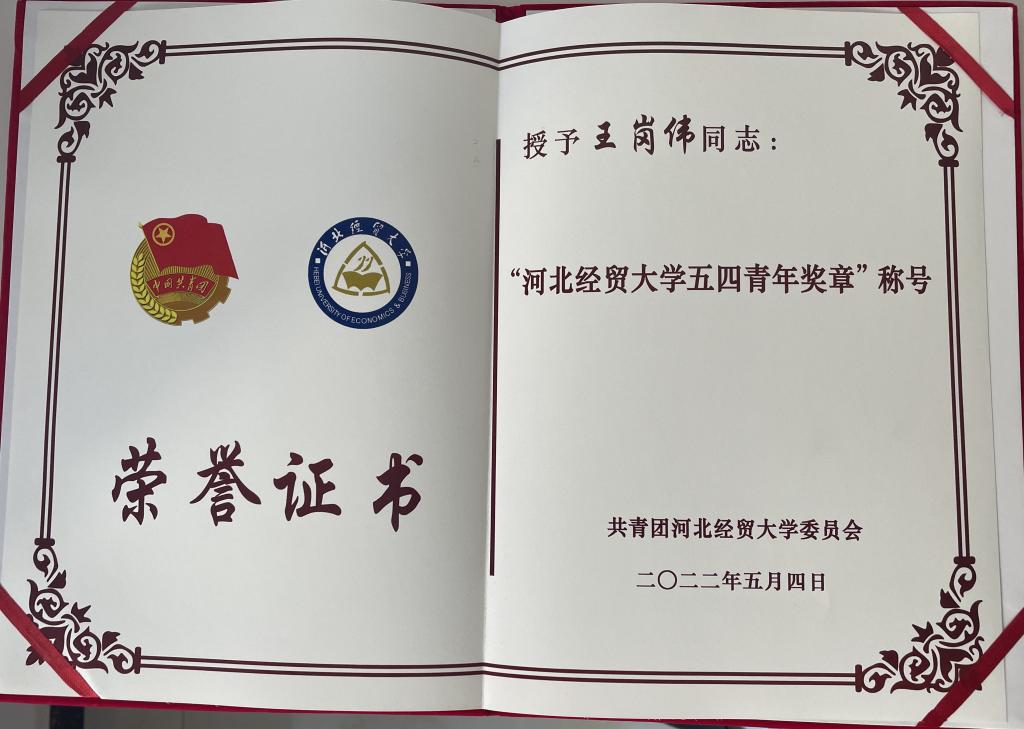 中国共青团
河北经贸大学
HEBEI UNIVERSITY OF ECONOMICS & BUSINESS
荣誉证书
授予王岗伟同志：
“河北经贸大学五四青年奖章”称号
共青团河北经贸大学委员会
二〇二二年五月四日